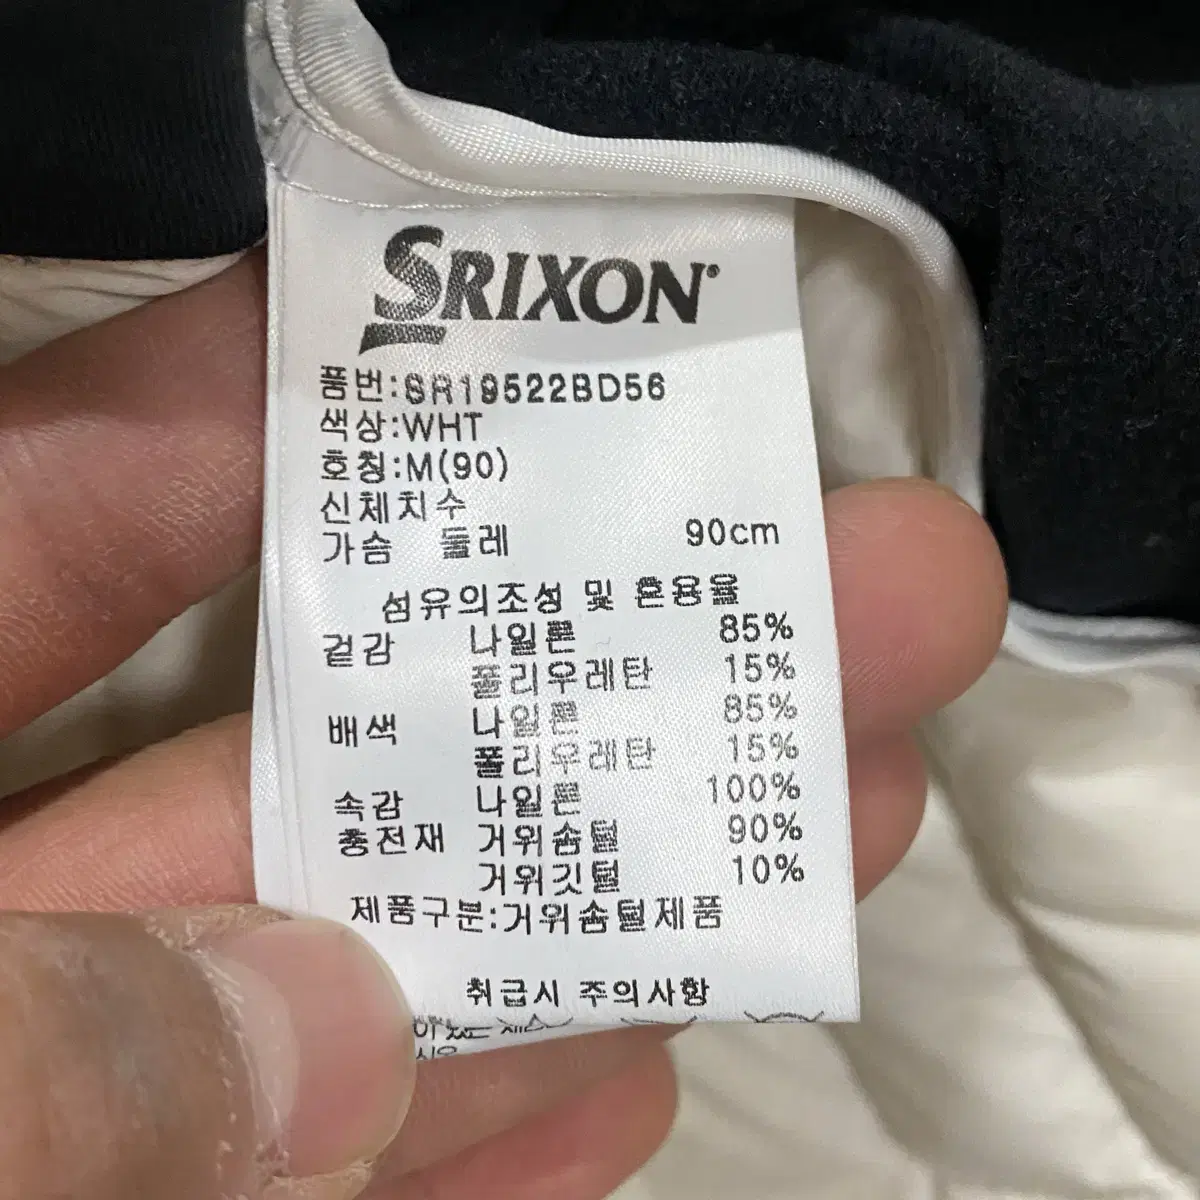 SRIXON
품번:SR19522BD56
색상:WHT
호칭:M(90)
신체치수
가슴 둘레 90cm
섬유의조성 및 혼용율
겉감 나일론 85%
폴리우레탄 15%
배색 나일론 85%
폴리우레탄 15%
속감 나일론 100%
충전재 거위솜털 90%
거위깃털 10%
제품구분:거위솜털제품
취급시 주의사항